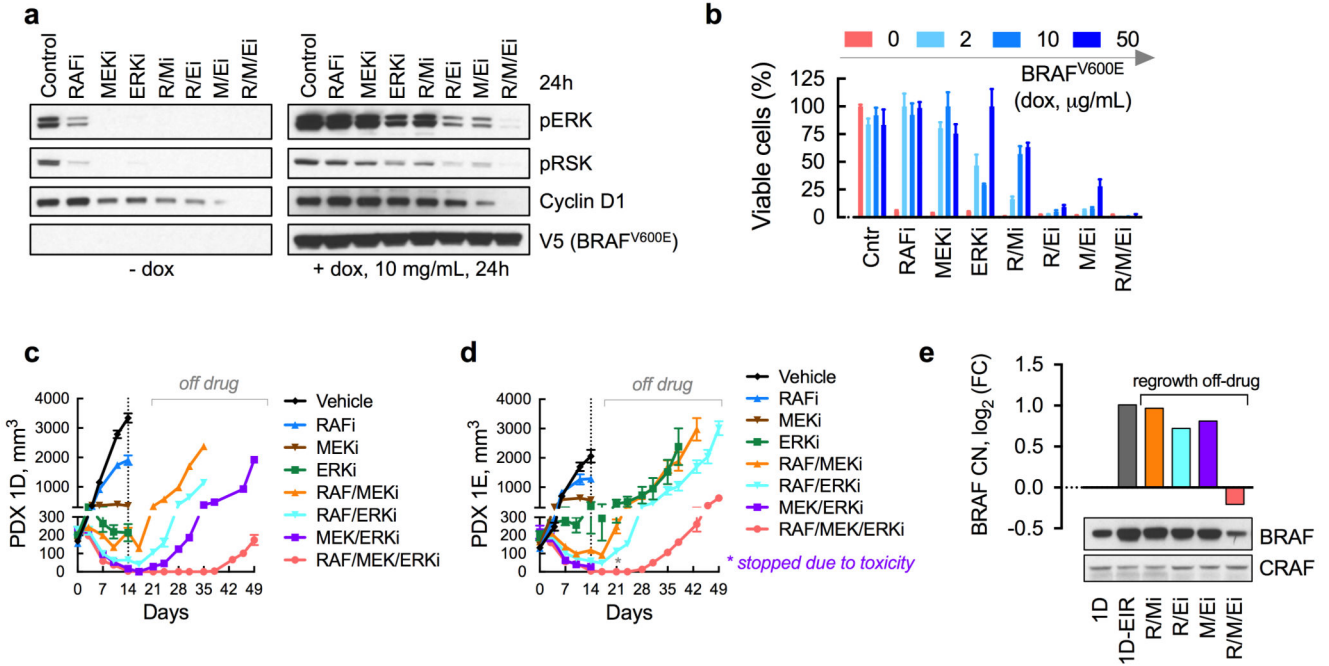 a
Control
RAFi
MEKi
ERKi
R/Mi
R/Ei
M/Ei
R/M/Ei
Control
RAFi
MEKi
ERKi
R/Mi
R/Ei
M/Ei
R/M/Ei
24h
pERK
pRSK
Cyclin D1
V5 (BRAFV600E)
- dox
+ dox, 10 mg/mL, 24h
b
0 2 10 50
BRAFV600E
(dox, µg/mL)
Viable cells (%)
125
100
75
50
25
0
Cntr
RAFi
MEKi
ERKi
R/Mi
R/Ei
M/Ei
R/M/Ei
c
off drug
PDX 1D, mm3
4000
3000
2000
1000
300
200
100
0
0 7 14 21 28 35 42 49
Days
Vehicle
RAFi
MEKi
ERKi
RAF/MEKi
RAF/ERKi
MEK/ERKi
RAF/MEK/ERKi
d
off drug
PDX 1E, mm3
4000
3000
2000
1000
300
200
100
0
*
0 7 14 21 28 35 42 49
Days
Vehicle
RAFi
MEKi
ERKi
RAF/MEKi
RAF/ERKi
MEK/ERKi
RAF/MEK/ERKi
* stopped due to toxicity
e
BRAF CN, log2 (FC)
regrowth off-drug
1.5
1.0
0.5
0.0
-0.5
BRAF
CRAF
1D
1D-EIR
R/Mi
R/Ei
M/Ei
R/M/Ei